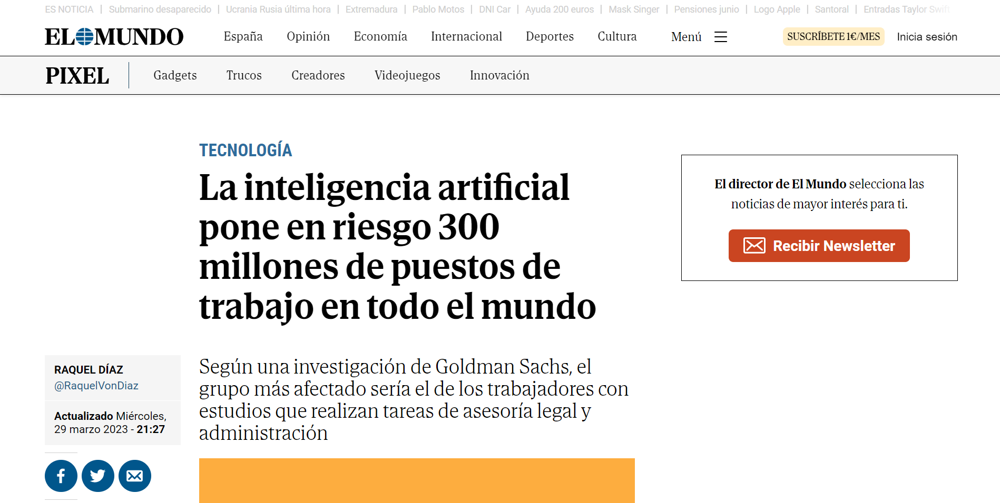 ES NOTICIA | Submarino desaparecido | Ucrania Rusia última hora | Extremadura | Pablo Motos | DNI Car | Ayuda 200 euros | Mask Singer | Pensiones junio | Logo Apple | Santoral | Entradas Taylor Swift
EL MUNDO España Opinión Economía Internacional Deportes Cultura Menú SUSCRÍBETE 1€/MES Inicia sesión
PIXEL Gadgets Trucos Creadores Videojuegos Innovación
TECNOLOGÍA
La inteligencia artificial
pone en riesgo 300
millones de puestos de
trabajo en todo el mundo
El director de El Mundo selecciona las
noticias de mayor interés para ti.
Recibir Newsletter
RAQUEL DÍAZ
@RaquelVonDiaz
Actualizado Miércoles,
29 marzo 2023 - 21:27
Según una investigación de Goldman Sachs, el
grupo más afectado sería el de los trabajadores con
estudios que realizan tareas de asesoría legal y
administración